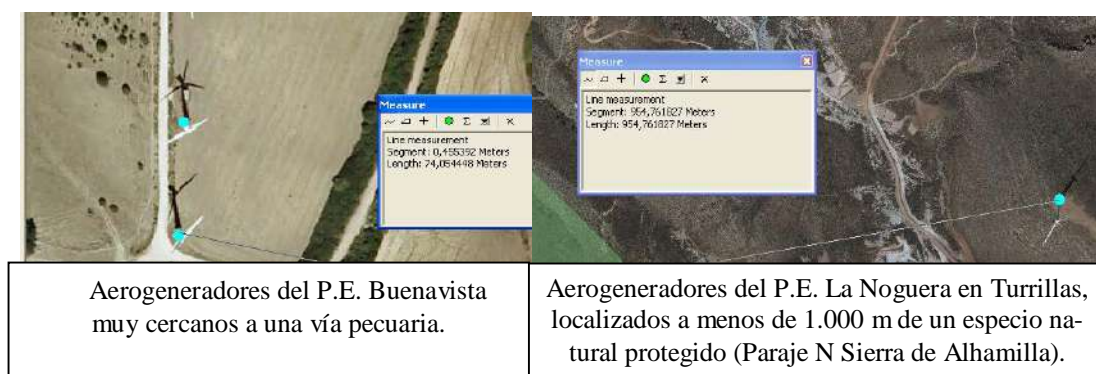 Measure
Line measurement
Segment: 0,455392 Meters
Length: 74,054448 Meters
Measure
Line measurement
Segment: 954,761827 Meters
Length: 954,761827 Meters
Aerogeneradores del P.E. Buenavista
muy cercanos a una vía pecuaria.
Aerogeneradores del P.E. La Noguera en Turrillas,
localizados a menos de 1.000 m de un especio na-
tural protegido (Paraje N Sierra de Alhamilla).